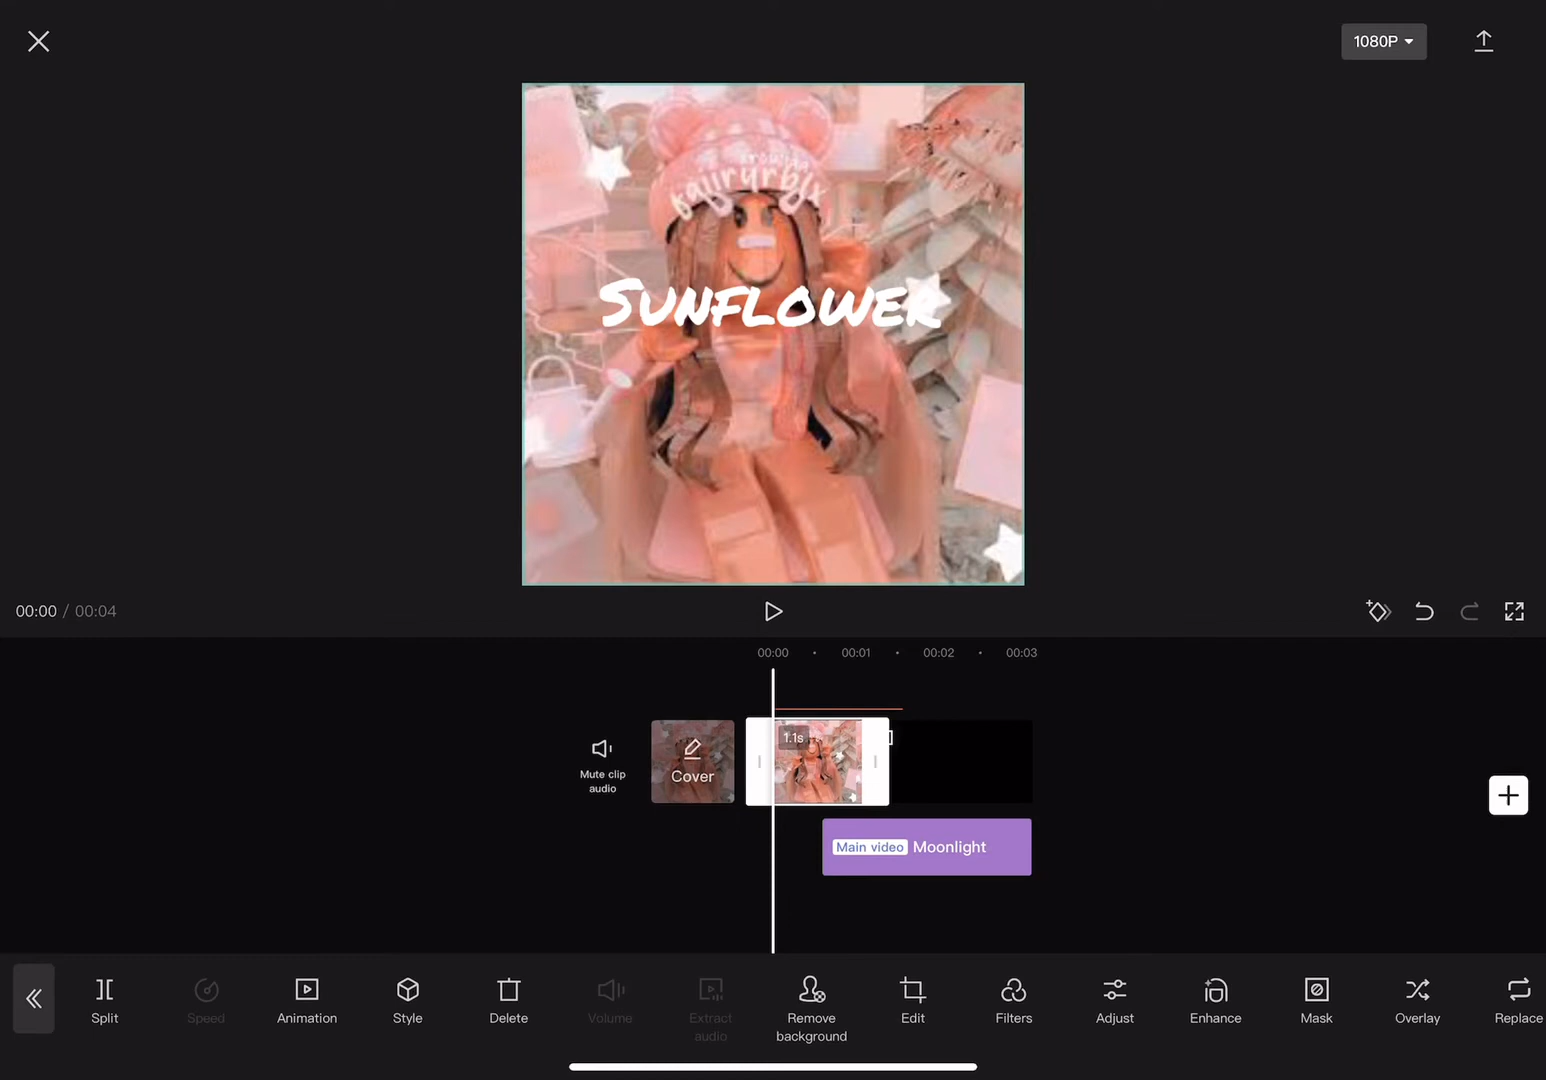 1080P
fajiryrblx
SUNFLOWER
00:00 / 00:04
00:00 00:01 00:02 00:03
Mute clip
audio
Cover
1.1s
Main video Moonlight
Split
Speed
Animation
Style
Delete
Volume
Extract
audio
Remove
background
Edit
Filters
Adjust
Enhance
Mask
Overlay
Replace